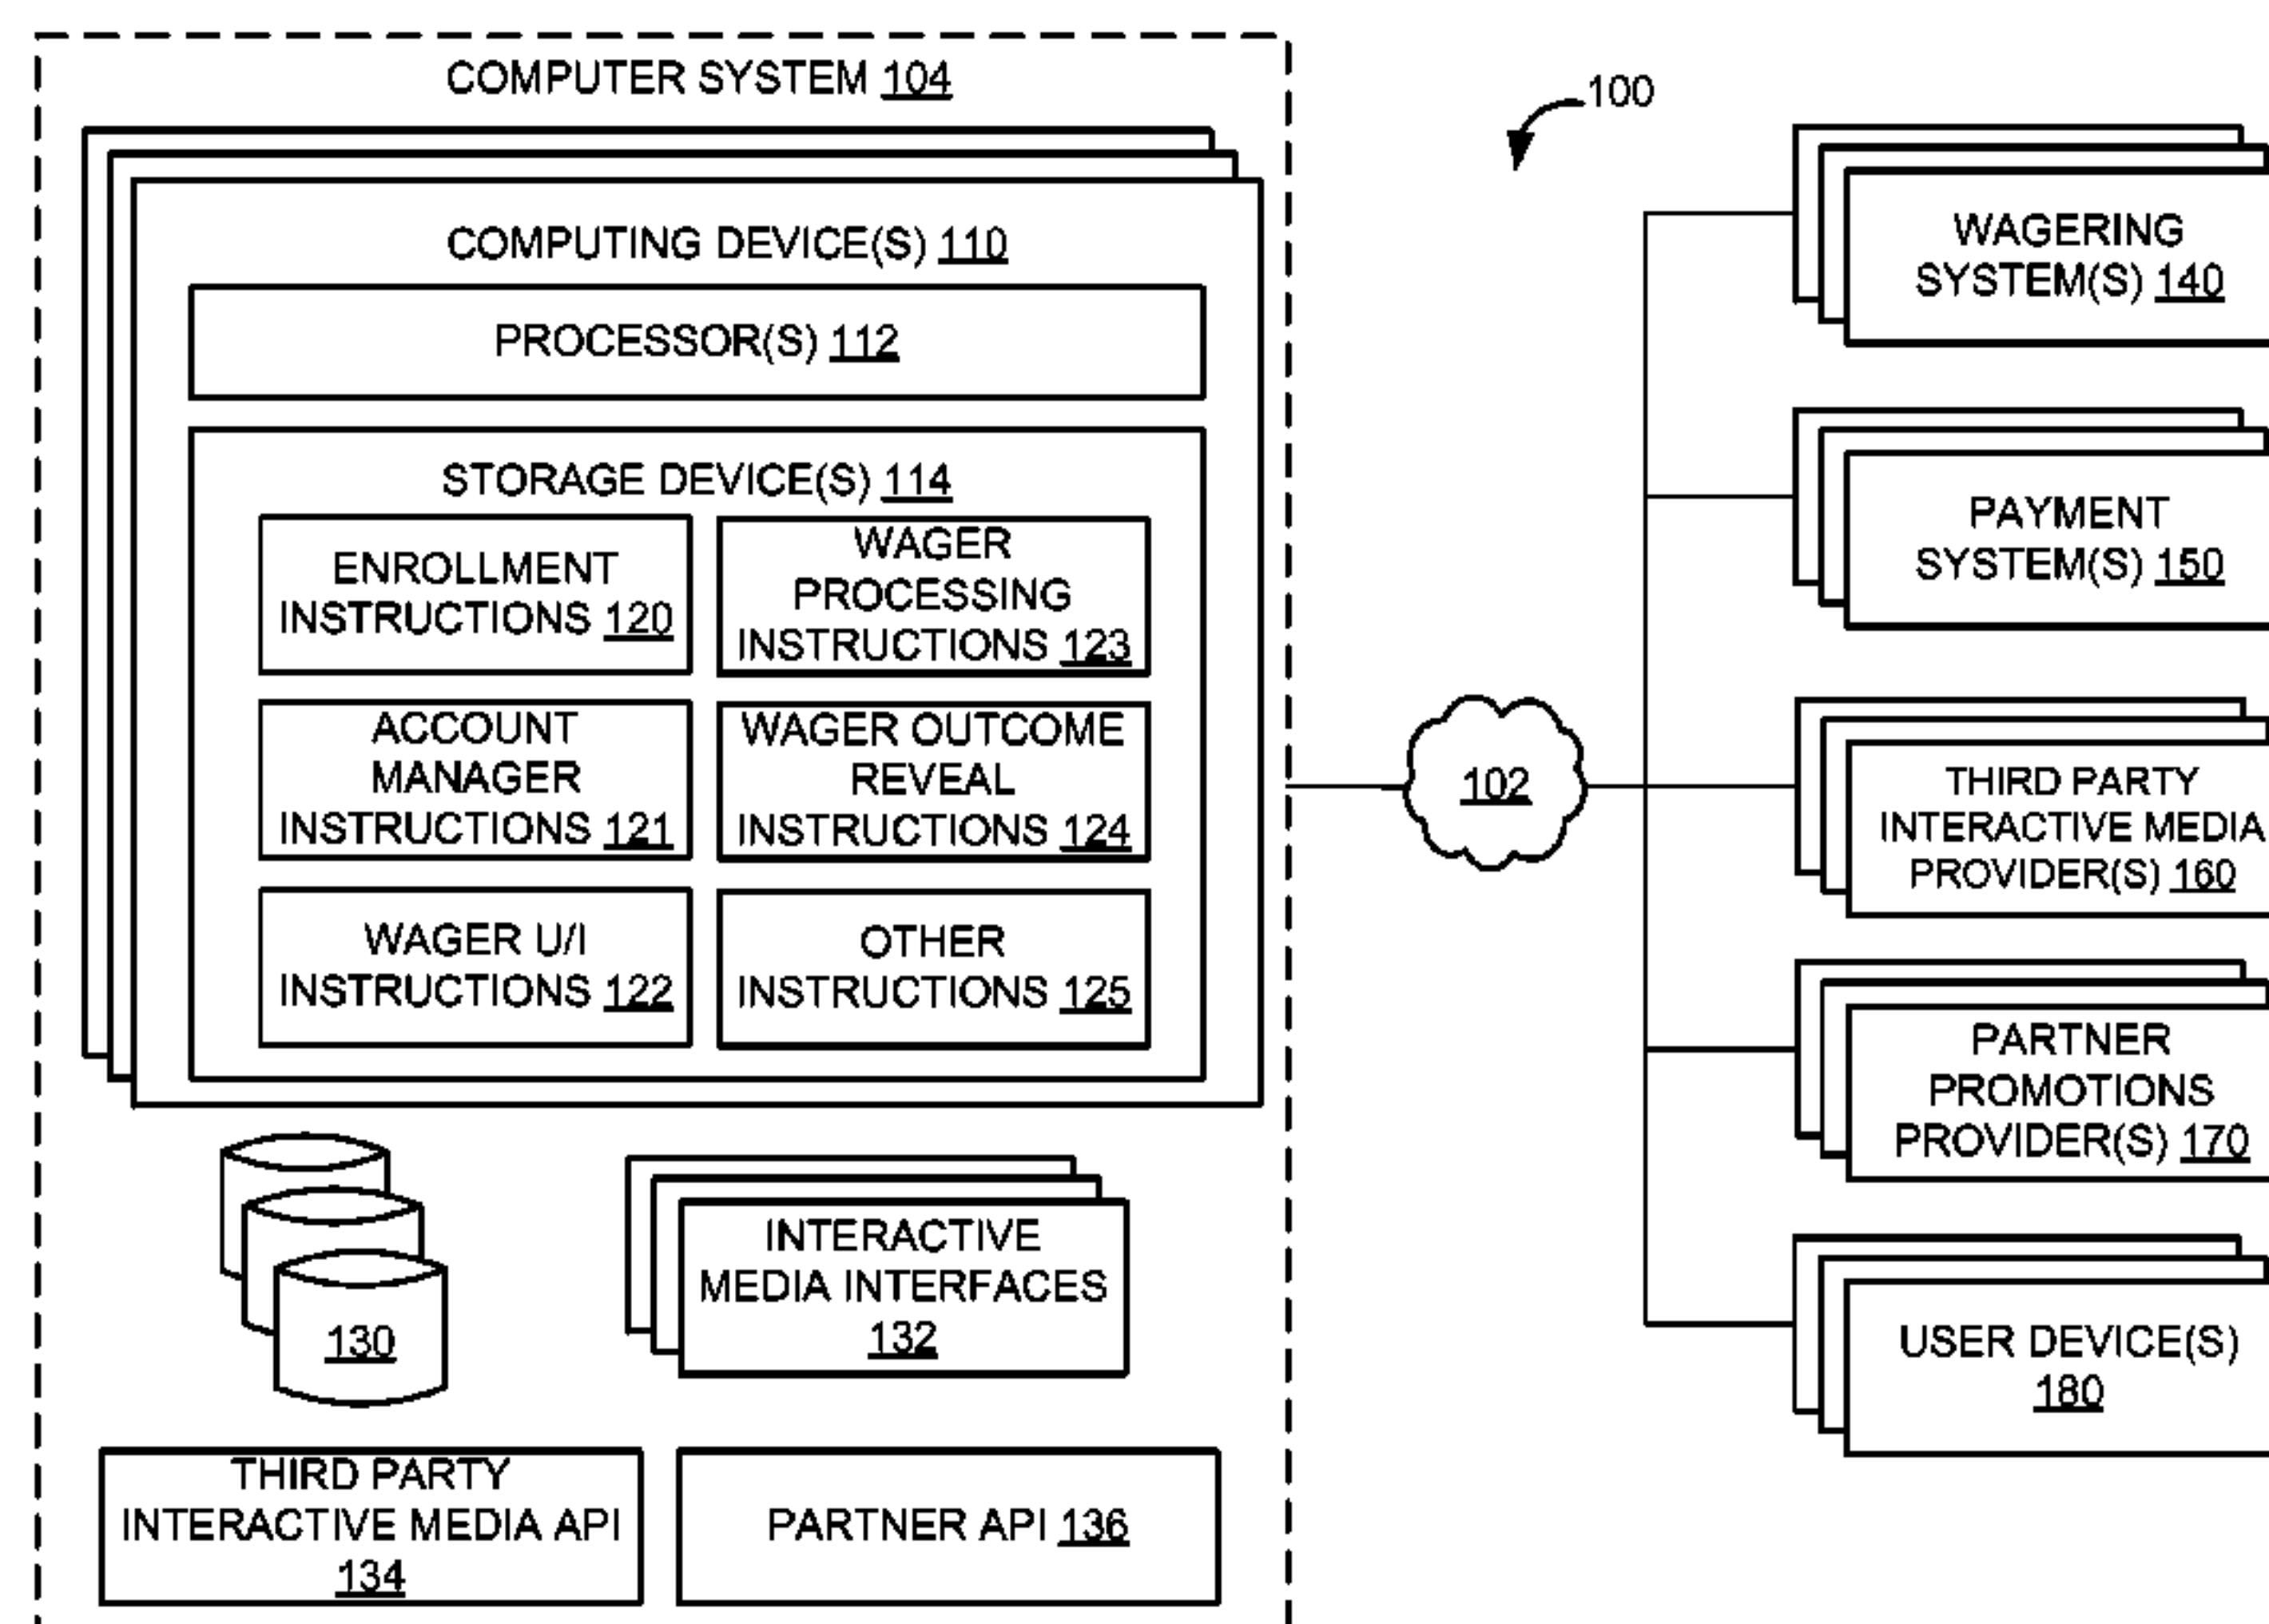 COMPUTER SYSTEM 104
COMPUTING DEVICE(S) 110
PROCESSOR(S) 112
STORAGE DEVICE(S) 114
ENROLLMENT
INSTRUCTIONS 120
WAGER
PROCESSING
INSTRUCTIONS 123
ACCOUNT
MANAGER
INSTRUCTIONS 121
WAGER OUTCOME
REVEAL
INSTRUCTIONS 124
WAGER U/I
INSTRUCTIONS 122
OTHER
INSTRUCTIONS 125
130
INTERACTIVE
MEDIA INTERFACES
132
THIRD PARTY
INTERACTIVE MEDIA API
134
PARTNER API 136
102
100
WAGERING
SYSTEM(S) 140
PAYMENT
SYSTEM(S) 150
THIRD PARTY
INTERACTIVE MEDIA
PROVIDER(S) 160
PARTNER
PROMOTIONS
PROVIDER(S) 170
USER DEVICE(S)
180